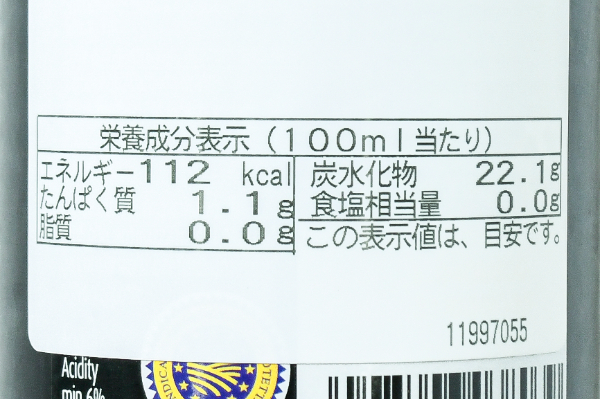 栄養成分表示（100ml当たり）
エネルギー112 kcal
たんぱく質 1.1g
脂質 0.0g
炭水化物 22.1g
食塩相当量 0.0g
この表示値は、目安です。
11997055
Acidity
min 6%
INDICA